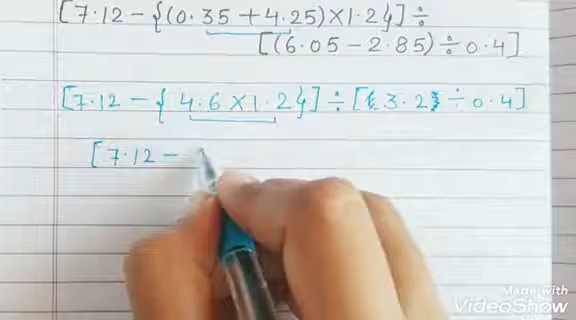 [7.12 - {(0.35 + 4.25) × 1.2}] ÷
[(6.05 - 2.85) ÷ 0.4]
[7.12 - { 4.6 × 1.2}] ÷ [ 3.2 ÷ 0.4]
[7.12 -
Made with
VideoShow